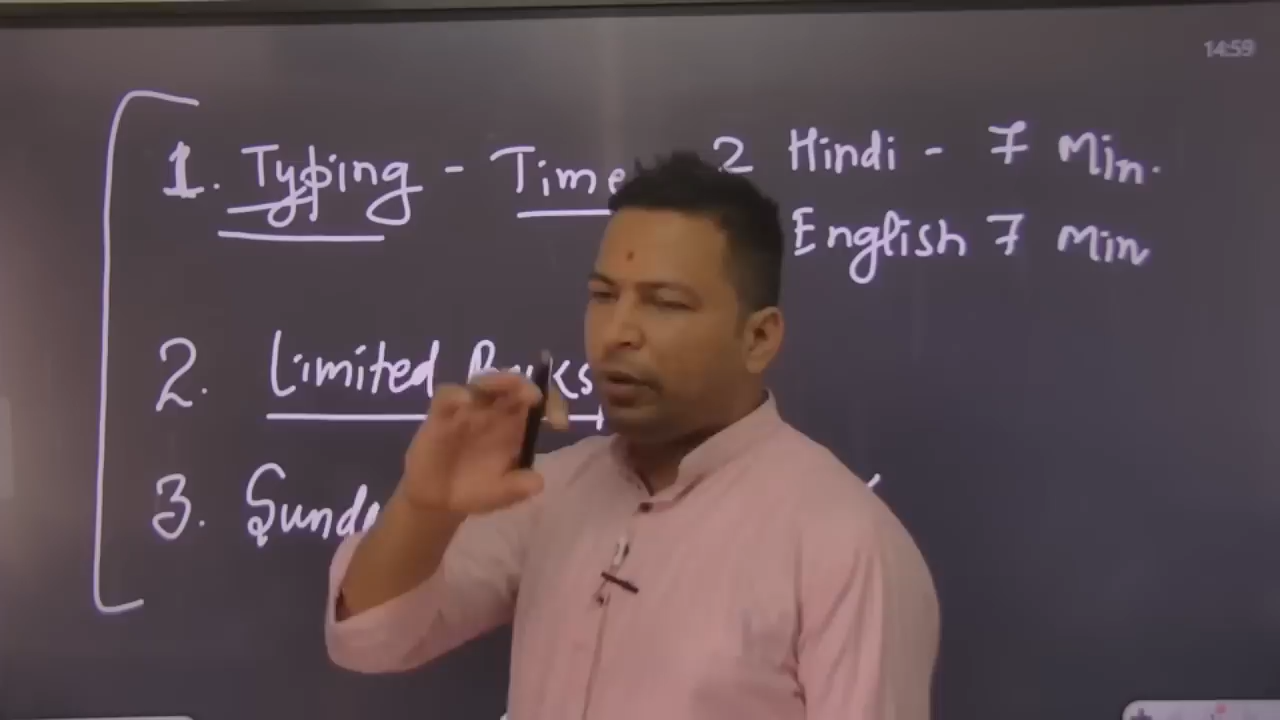 14:59
1. Typing - Time 2 Hindi - 7 Min.
English 7 Min
2. Limited
3.